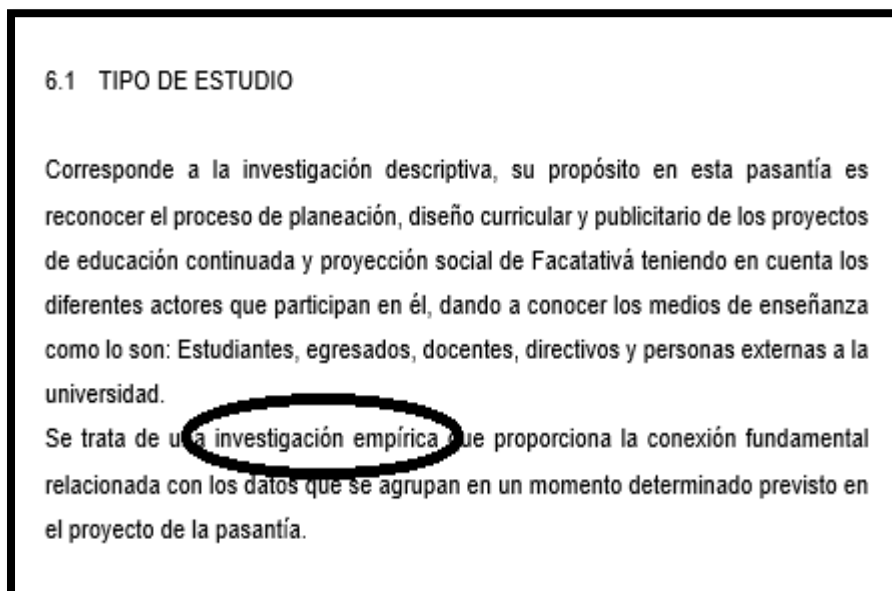 6.1 TIPO DE ESTUDIO
Corresponde a la investigación descriptiva, su propósito en esta pasantía es
reconocer el proceso de planeación, diseño curricular y publicitario de los proyectos
de educación continuada y proyección social de Facatativá teniendo en cuenta los
diferentes actores que participan en él, dando a conocer los medios de enseñanza
como lo son: Estudiantes, egresados, docentes, directivos y personas externas a la
universidad.
Se trata de una investigación empírica que proporciona la conexión fundamental
relacionada con los datos que se agrupan en un momento determinado previsto en
el proyecto de la pasantía.